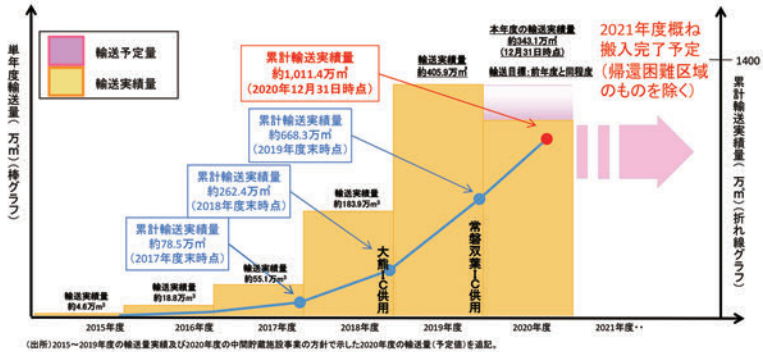 輸送予定量
輸送実績量
単年度輸送量(万㎥)(棒グラフ)
輸送実績量
約4.6万m³
輸送実績量
約18.8万m³
輸送実績量
約55.1万m³
輸送実績量
約183.9万m³
輸送実績量
約405.9万㎥
本年度の輸送実績量
約343.1万㎥
(12月31日時点)
輸送目標:前年度と同程度
累計輸送実績量
約78.5万㎥
(2017年度末時点)
累計輸送実績量
約262.4万㎥
(2018年度末時点)
累計輸送実績量
約668.3万㎥
(2019年度末時点)
累計輸送実績量
約1,011.4万㎥
(2020年12月31日時点)
大熊IC供用
常磐双葉IC供用
2021年度概ね
搬入完了予定
(帰還困難区域
のものを除く)
1400
累計輸送実績量(万㎥)(折れ線グラフ)
2015年度
2016年度
2017年度
2018年度
2019年度
2020年度
2021年度・・
(出所)2015~2019年度の輸送量実績及び2020年度の中間貯蔵施設事業の方針で示した2020年度の輸送量(予定値)を追記。